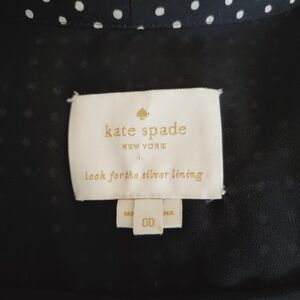 kate spade
NEW YORK
look for the silver lining
00